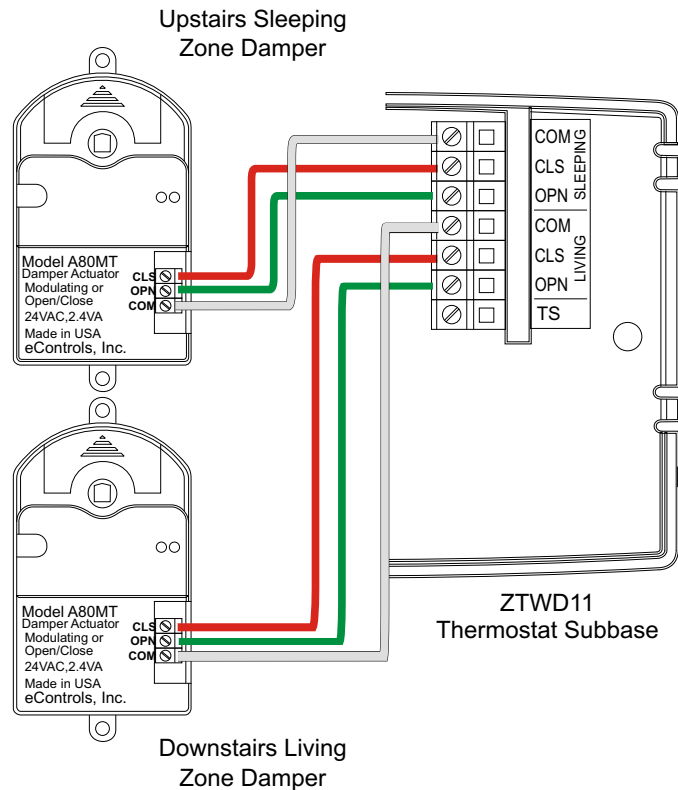 Upstairs Sleeping
Zone Damper
Model A80MT
Damper Actuator
Modulating or
Open/Close
24VAC,2.4VA
Made in USA
eControls, Inc.
CLS
OPN
COM
COM
CLS
OPN
SLEEPING
COM
CLS
OPN
LIVING
TS
Model A80MT
Damper Actuator
Modulating or
Open/Close
24VAC,2.4VA
Made in USA
eControls, Inc.
CLS
OPN
COM
ZTWD11
Thermostat Subbase
Downstairs Living
Zone Damper